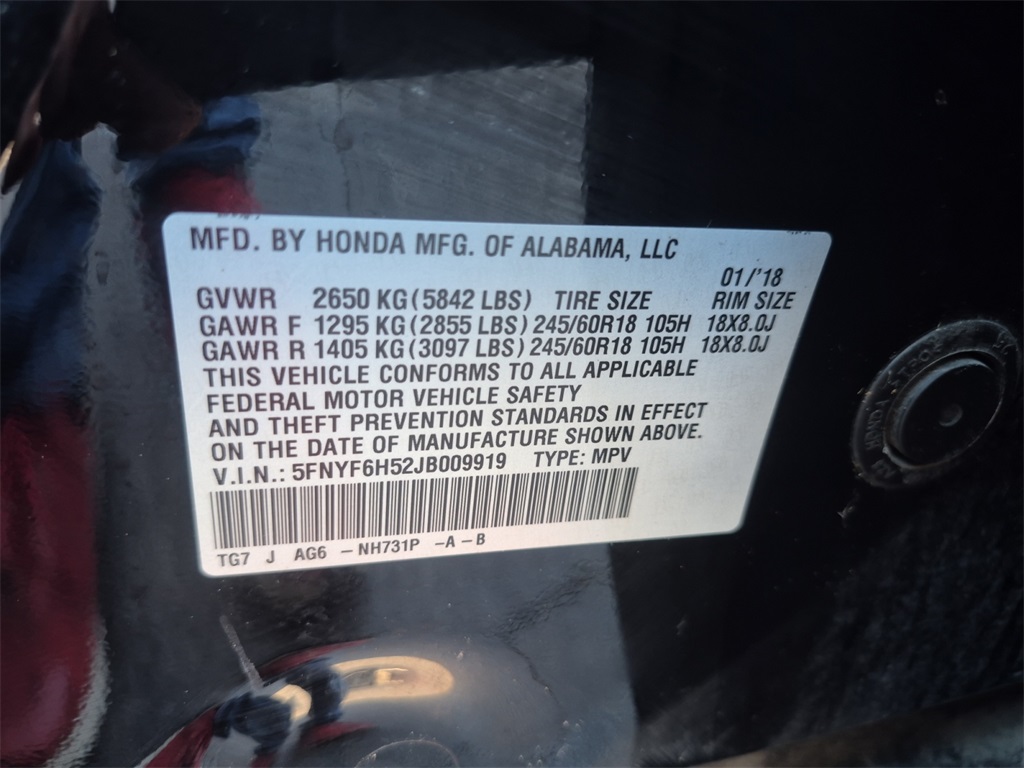 MFD. BY HONDA MFG. OF ALABAMA, LLC
01/'18
GVWR 2650 KG (5842 LBS) TIRE SIZE RIM SIZE
GAWR F 1295 KG (2855 LBS) 245/60R18 105H 18X8.0J
GAWR R 1405 KG (3097 LBS) 245/60R18 105H 18X8.0J
THIS VEHICLE CONFORMS TO ALL APPLICABLE
FEDERAL MOTOR VEHICLE SAFETY
AND THEFT PREVENTION STANDARDS IN EFFECT
ON THE DATE OF MANUFACTURE SHOWN ABOVE.
V.I.N.: 5FNYF6H52JB009919 TYPE: MPV
TG7 J AG6 – NH731P –A – B